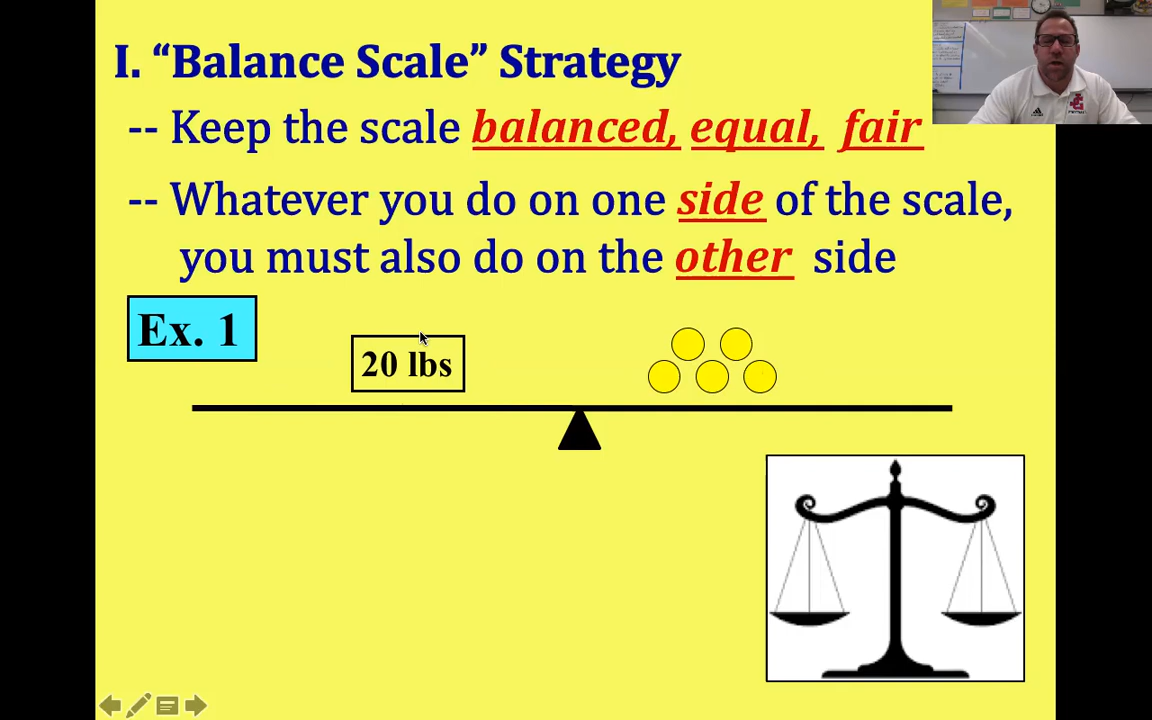 I. “Balance Scale” Strategy
-- Keep the scale balanced, equal, fair
-- Whatever you do on one side of the scale,
you must also do on the other side
Ex. 1
20 lbs